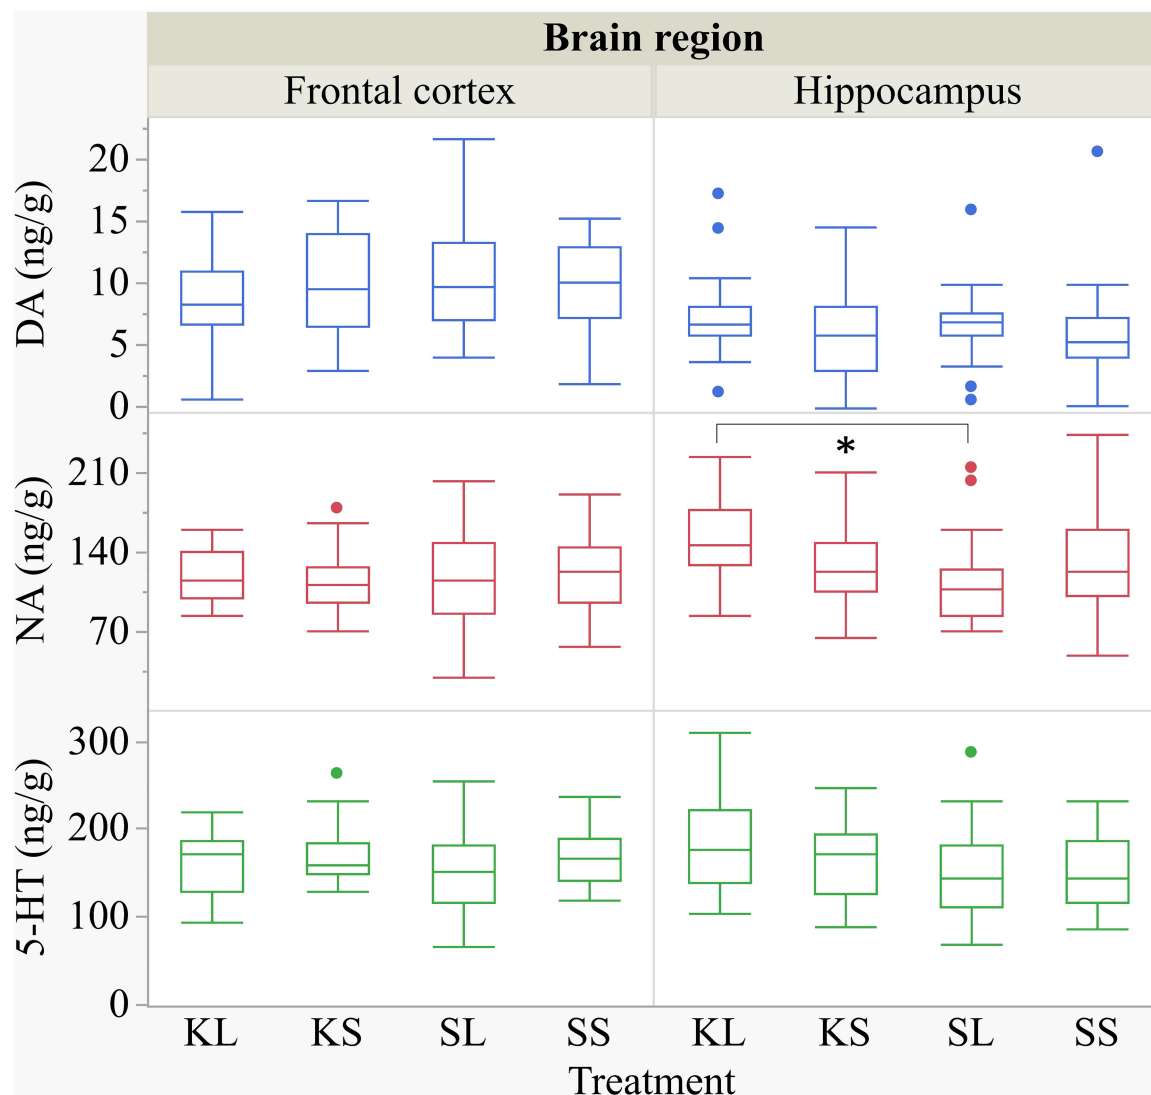 Brain region
Frontal cortex Hippocampus
DA (ng/g)
20
15
10
5
0
NA (ng/g)
210
140
70
*
5-HT (ng/g)
300
200
100
0
KL KS SL SS KL KS SL SS
Treatment